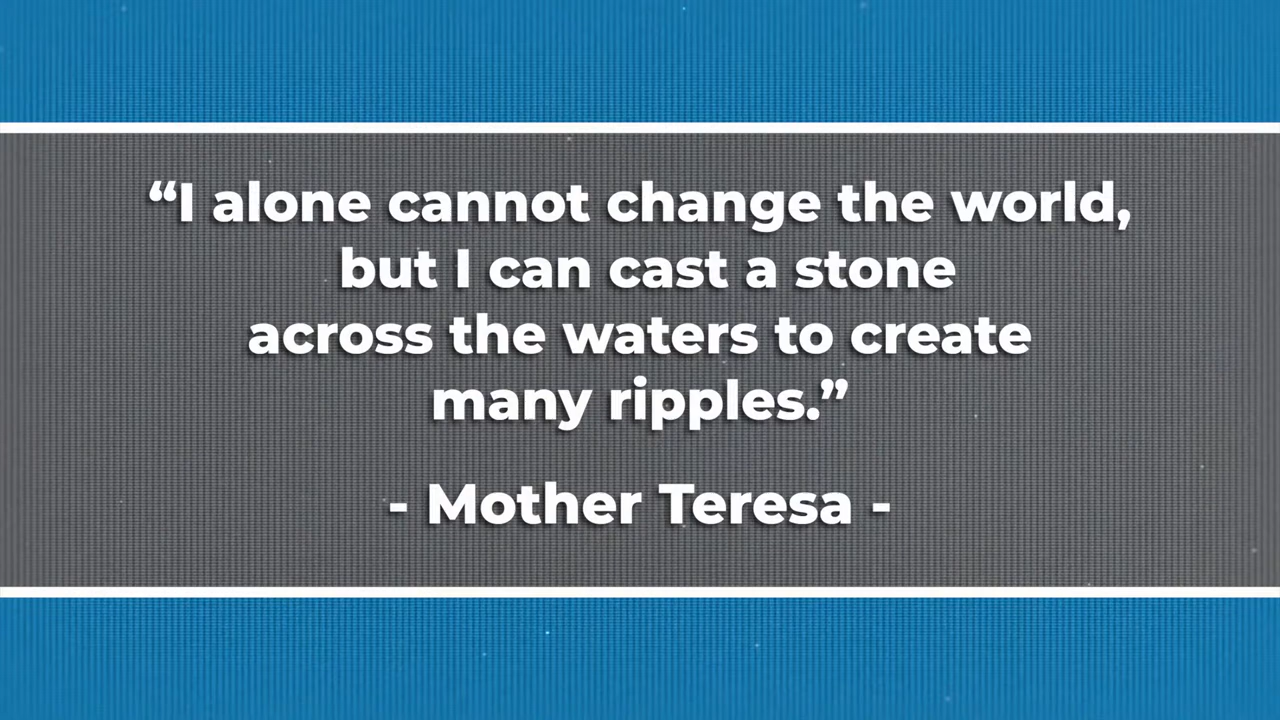 “I alone cannot change the world,
but I can cast a stone
across the waters to create
many ripples.”
- Mother Teresa -